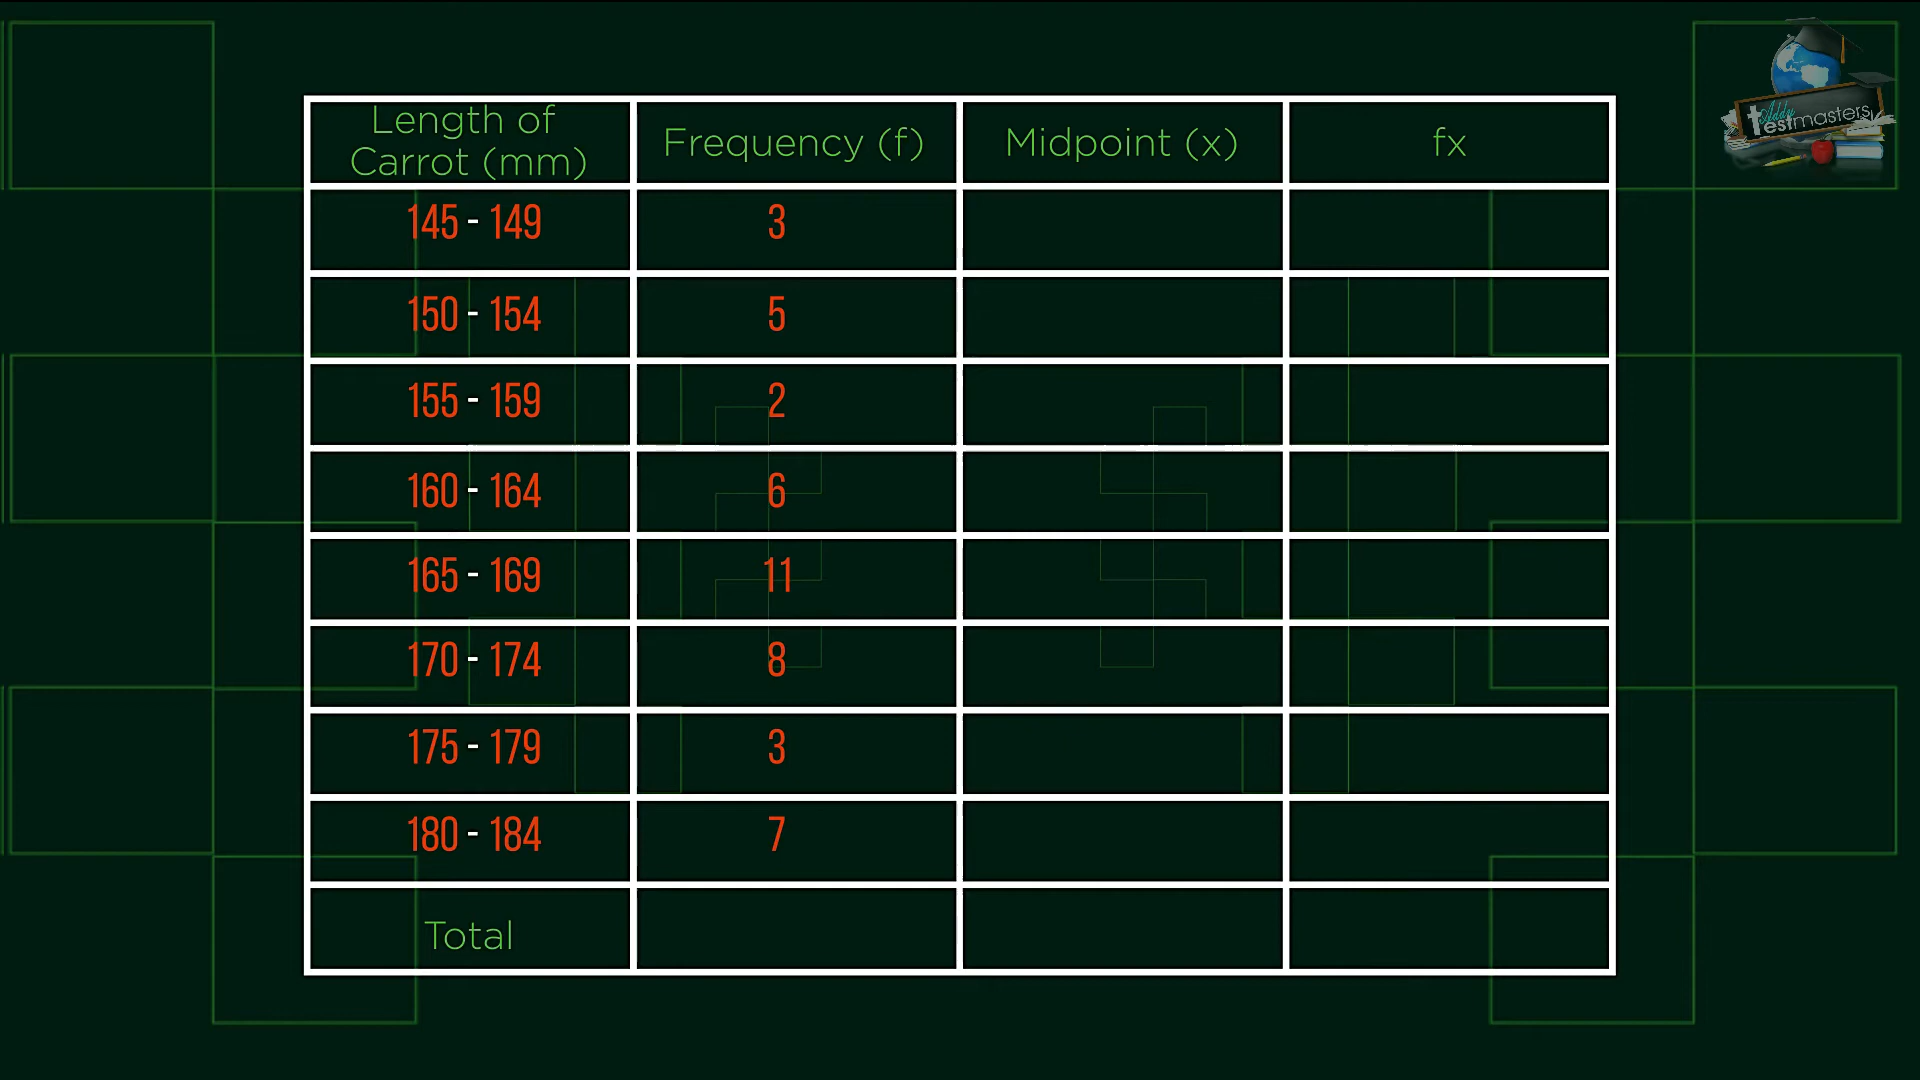 Length of
Carrot (mm)
Frequency (f)
Midpoint (x)
fx
145 - 149
3
150 - 154
5
155 - 159
2
160 - 164
6
165 - 169
11
170 - 174
8
175 - 179
3
180 - 184
7
Total
Addu
testmasters